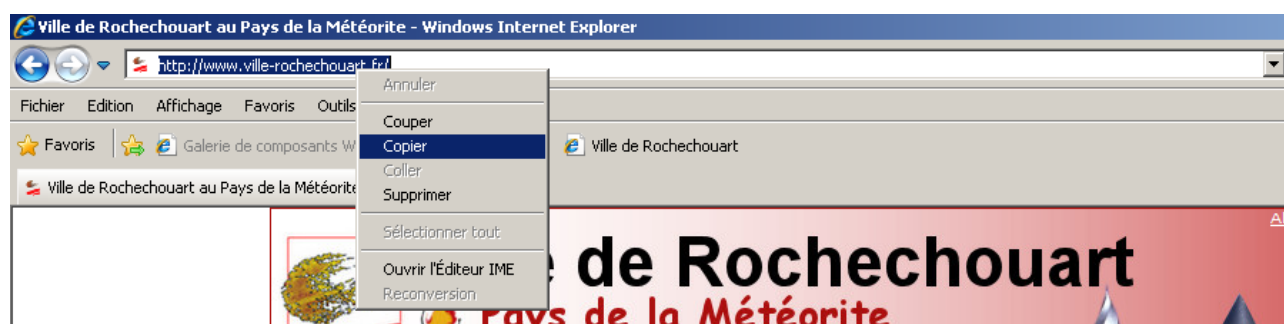 Ville de Rochechouart au Pays de la Météorite - Windows Internet Explorer
http://www.ville-rochechouart.fr/
Fichier Edition Affichage Favoris Outils
Favoris Galerie de composants W Ville de Rochechouart
Ville de Rochechouart au Pays de la Météorite
Annuler
Couper
Copier
Coller
Supprimer
Sélectionner tout
Ouvrir l'Éditeur IME
Reconversion
de Rochechouart
Pays de la Météorite